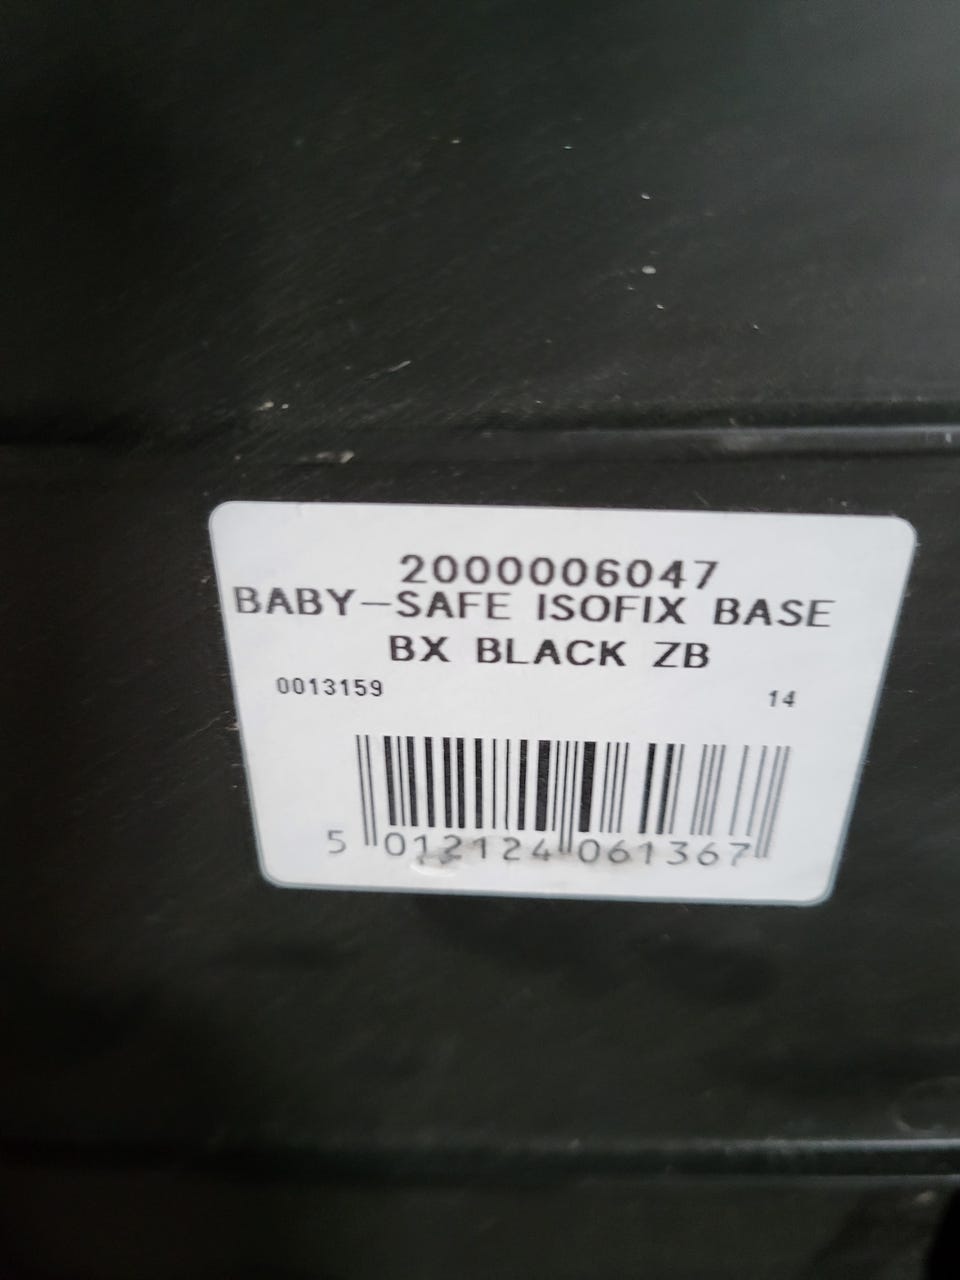 2000006047
BABY-SAFE ISOFIX BASE
BX BLACK ZB
0013159 14
5 012124 061367